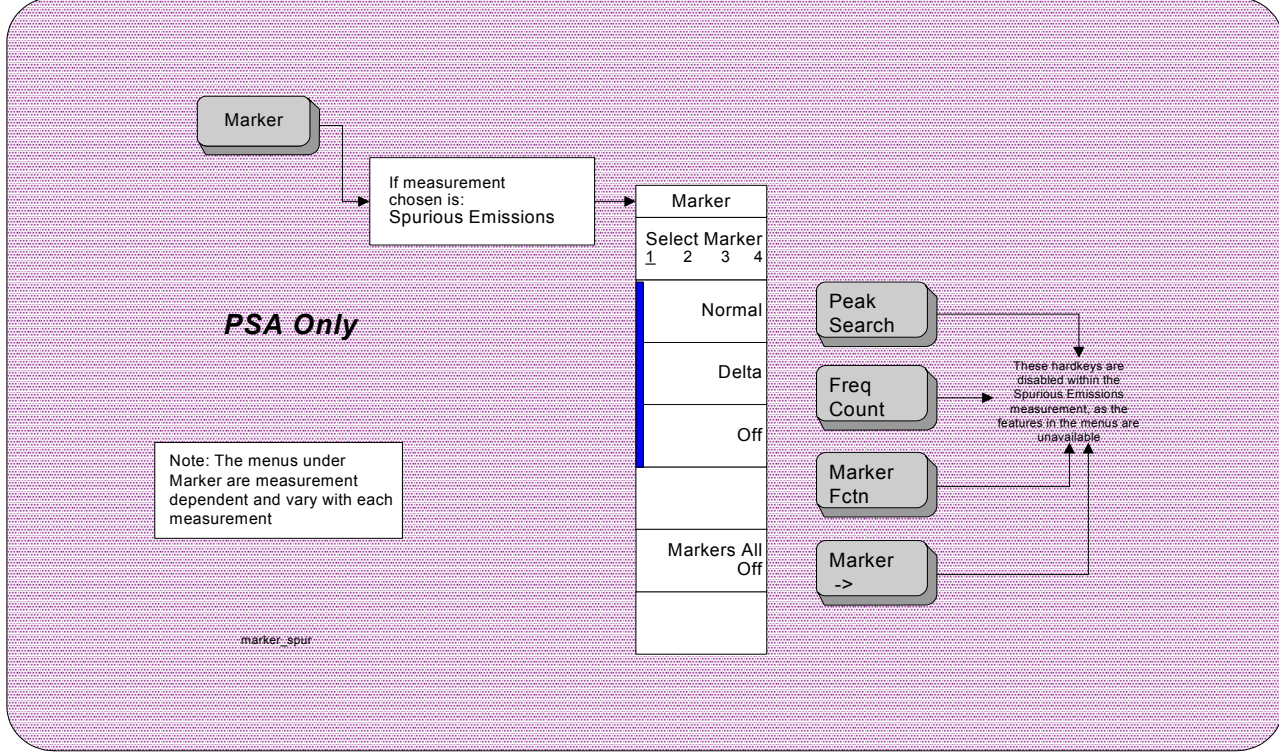 Marker
If measurement
chosen is:
Spurious Emissions
Marker
Select Marker
1 2 3 4
Normal
Delta
Off
Markers All
Off
PSA Only
Note: The menus under
Marker are measurement
dependent and vary with each
measurement
marker_spur
Peak
Search
Freq
Count
Marker
Fctn
Marker
->
These hardkeys are
disabled within the
Spurious Emissions
measurement, as the
features in the menus are
unavailable